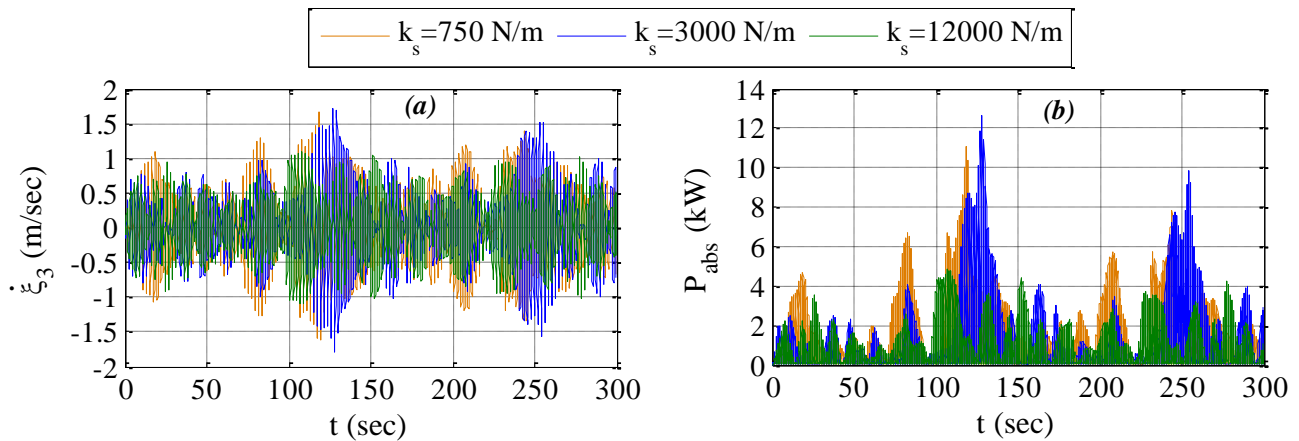 k_s=750 N/m k_s=3000 N/m k_s=12000 N/m
(a)
ξ̇_3 (m/sec)
2
1.5
1
0.5
0
-0.5
-1
-1.5
-2
0 50 100 150 200 250 300
t (sec)
(b)
P_abs (kW)
14
12
10
8
6
4
2
0
0 50 100 150 200 250 300
t (sec)